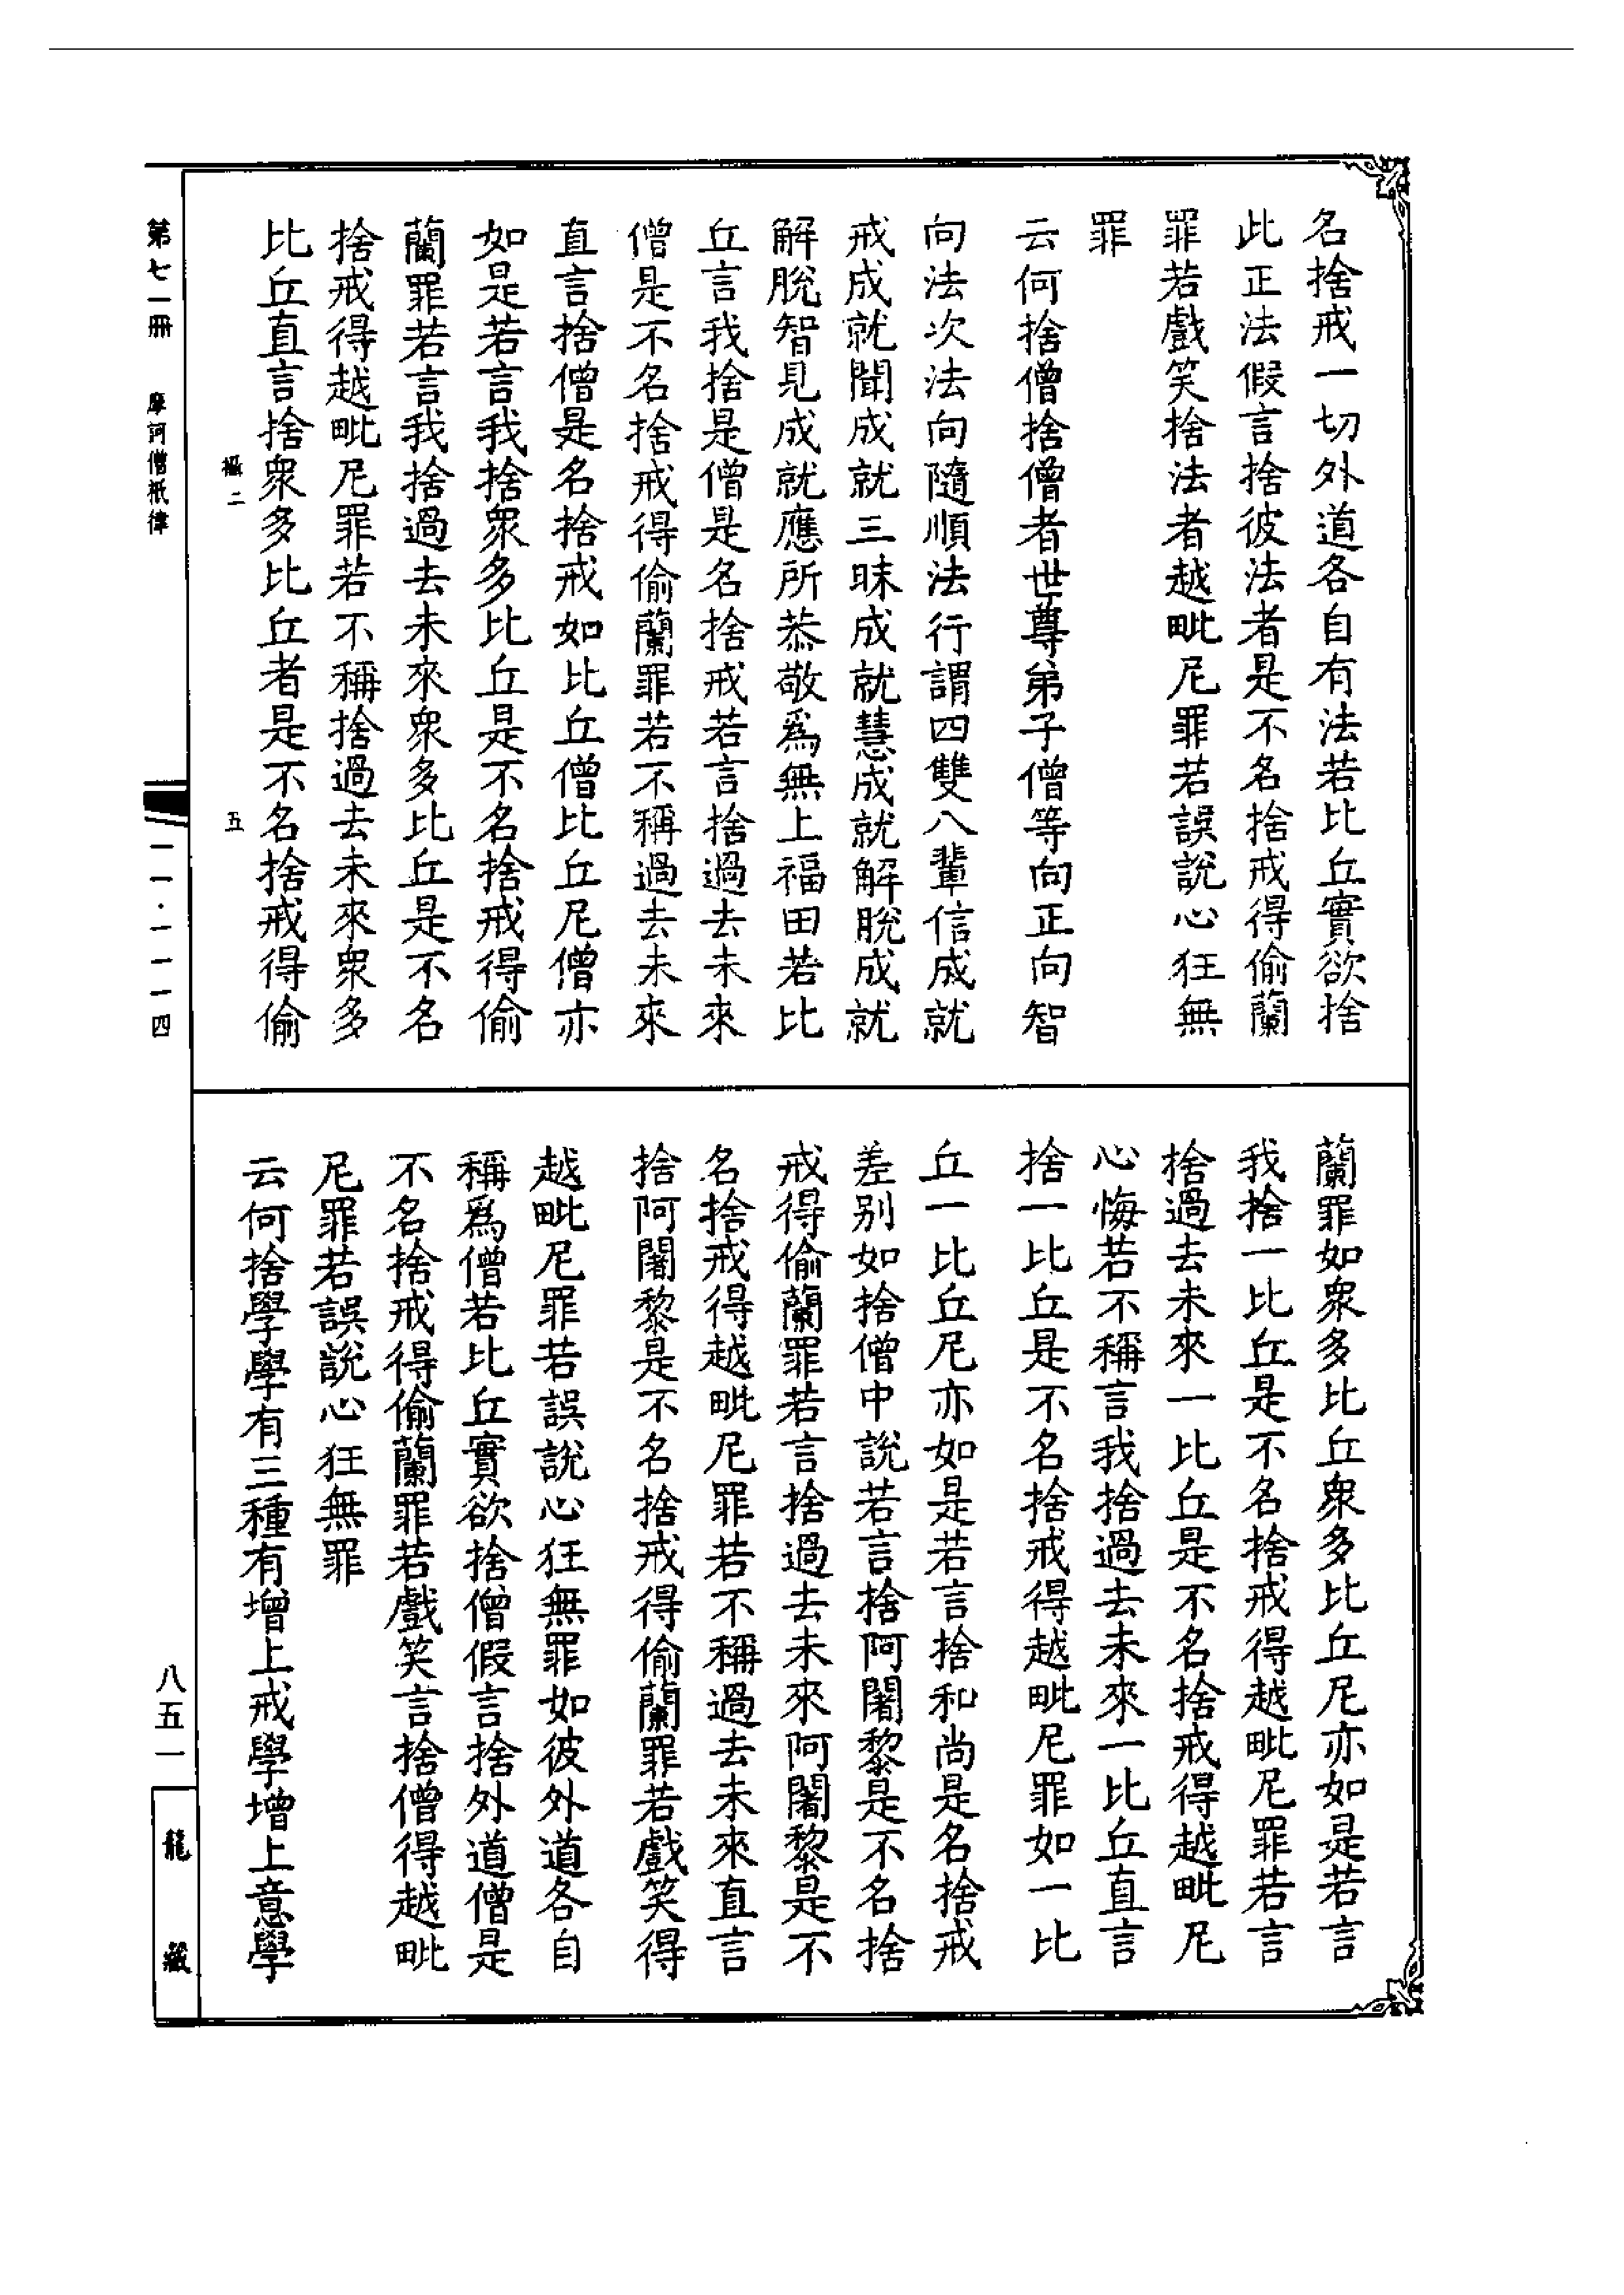 名捨戒一切外道各自有法若比丘實欲捨
此正法假言捨彼法者是不名捨戒得偷蘭
罪若戲笑捨法者越毗尼罪若誤說心狂無
罪
云何捨僧捨僧者世尊弟子僧等向正向智
向法次法向隨順法行謂四雙八輩信成就
戒成就聞成就三昧成就慧成就解脫成就
解脫智見成就應所恭敬為無上福田若比
丘言我捨是僧是名捨戒若言捨過去未來
僧是不名捨戒得偷蘭罪若不稱過去未來
直言捨僧是名捨戒如比丘僧比丘尼僧亦
如是若言我捨眾多比丘是不名捨戒得偷
蘭罪若言我捨過去未來眾多比丘是不名
捨戒得越毗尼罪若不稱捨過去未來眾多
比丘直言捨眾多比丘者是不名捨戒得偷
蘭罪如眾多比丘眾多比丘尼亦如是若言
我捨一比丘是不名捨戒得越毗尼罪若言
捨過去未來一比丘是不名捨戒得越毗尼
心悔若不稱言我捨過去未來一比丘直言
捨一比丘是不名捨戒得越毗尼罪如一比
丘一比丘尼亦如是若言捨和尚是名捨戒
差別如捨僧中說若言捨阿闍黎是不名捨
戒得偷蘭罪若言捨過去未來阿闍黎是不
名捨戒得越毗尼罪若不稱過去未來直言
捨阿闍黎是不名捨戒得偷蘭罪若戲笑得
越毗尼罪若誤說心狂無罪如彼外道各自
稱為僧若比丘實欲捨僧假言捨外道僧是
不名捨戒得偷蘭罪若戲笑言捨僧得越毗
尼罪若誤說心狂無罪
云何捨學學有三種有增上戒學增上意學
攝二
五
第七一冊
摩訶僧祇律
一一·一一一四
八五一
龍藏